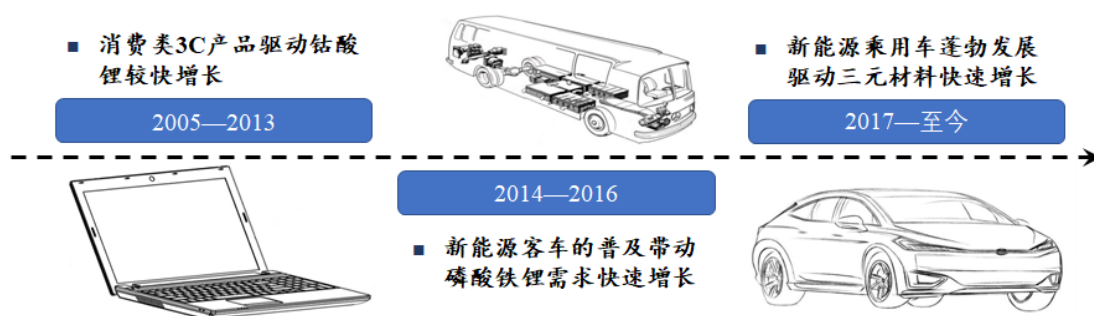 ■ 消费类3C产品驱动钴酸
锂较快增长
2005—2013
2014—2016
■ 新能源客车的普及带动
磷酸铁锂需求快速增长
■ 新能源乘用车蓬勃发展
驱动三元材料快速增长
2017—至今